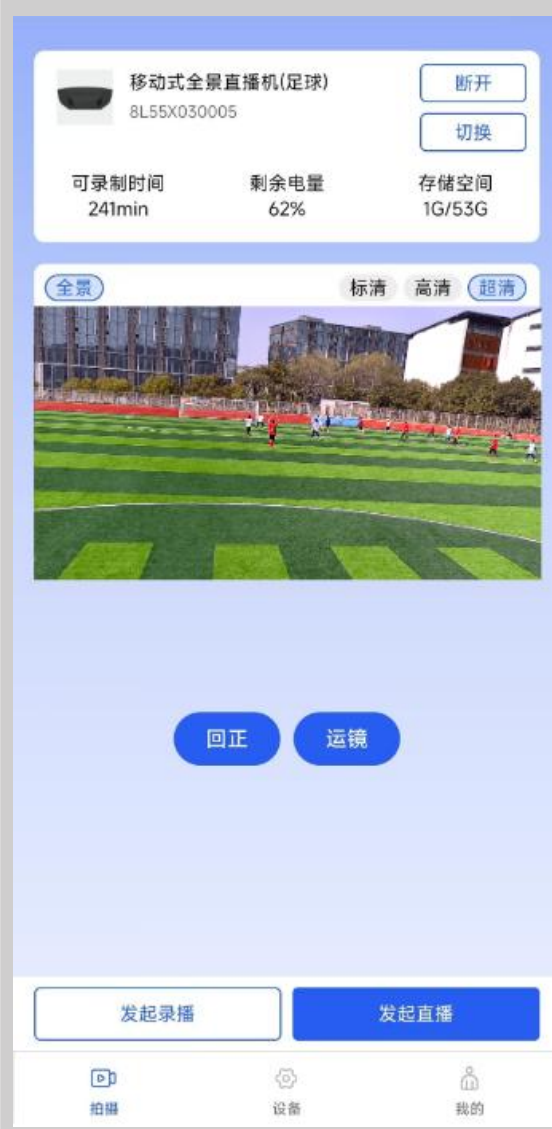 移动式全景直播机(足球)
8L55X030005
断开
切换
可录制时间 剩余电量 存储空间
241min 62% 1G/53G
全景 标清 高清 超清
回正 运镜
发起录播 发起直播
拍摄 设备 我的